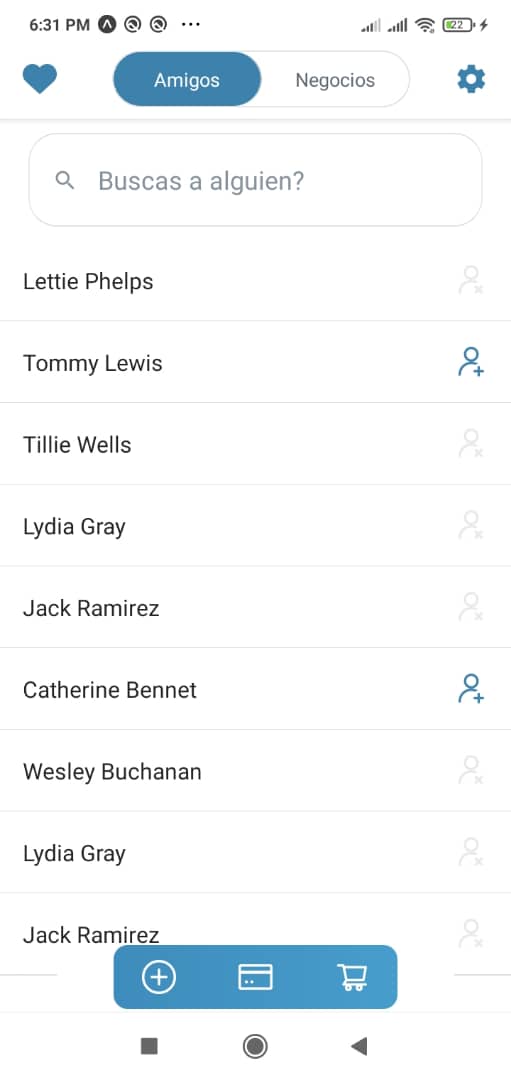 6:31 PM
22
Amigos
Negocios
Buscas a alguien?
Lettie Phelps
Tommy Lewis
Tillie Wells
Lydia Gray
Jack Ramirez
Catherine Bennet
Wesley Buchanan
Lydia Gray
Jack Ramirez